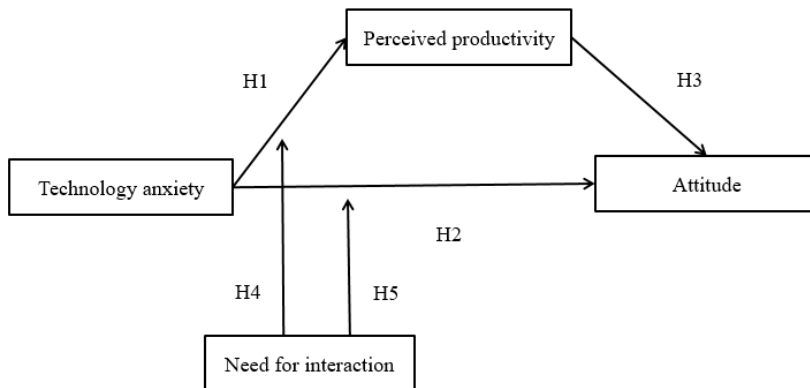 Perceived productivity
H1
H3
Technology anxiety
Attitude
H2
H4
H5
Need for interaction